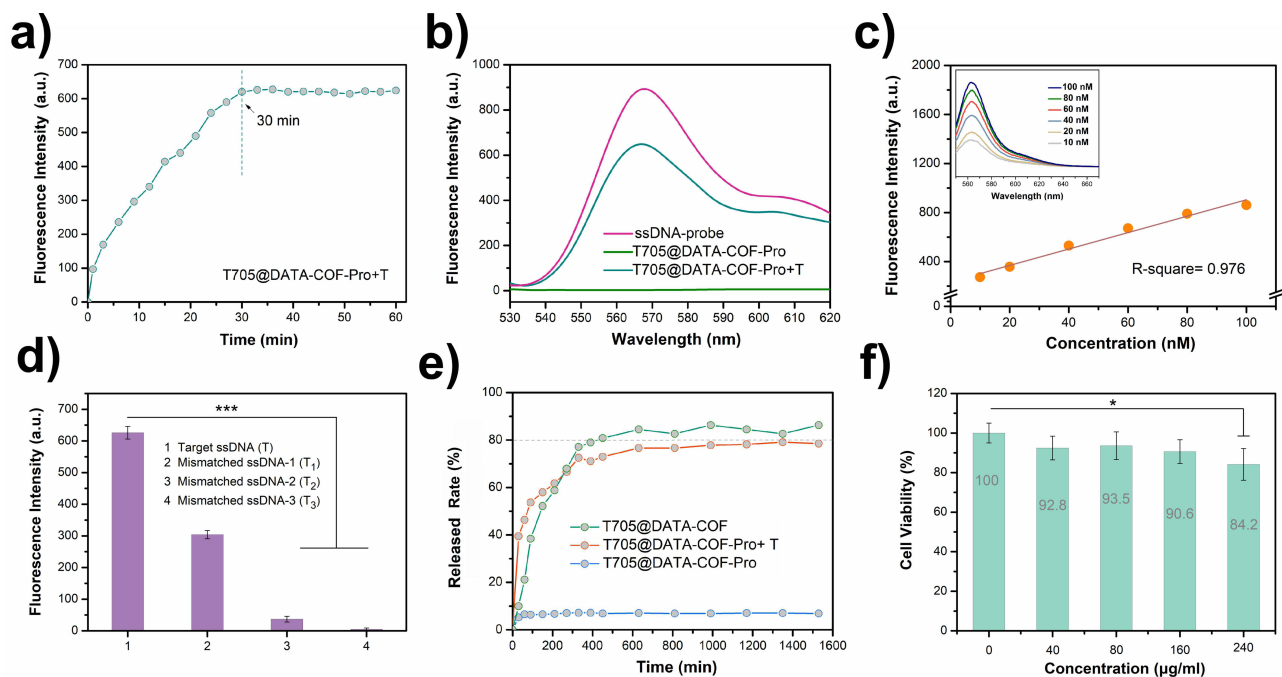 a)
700
600
500
400
300
200
100
0
0
10
20
30
40
50
60
Fluorescence Intensity (a.u.)
Time (min)
30 min
T705@DATA-COF-Pro+T
b)
1000
800
600
400
200
0
530
540
550
560
570
580
590
600
610
620
Fluorescence Intensity (a.u.)
Wavelength (nm)
ssDNA-probe
T705@DATA-COF-Pro
T705@DATA-COF-Pro+T
c)
2000
1600
1200
800
400
0
0
20
40
60
80
100
Fluorescence Intensity (a.u.)
Concentration (nM)
R-square= 0.976
100 nM
80 nM
60 nM
40 nM
20 nM
10 nM
560
580
600
620
640
660
Wavelength (nm)
d)
700
600
500
400
300
200
100
0
1
2
3
4
Fluorescence Intensity (a.u.)
***
1 Target ssDNA (T)
2 Mismatched ssDNA-1 (T₁)
3 Mismatched ssDNA-2 (T₂)
4 Mismatched ssDNA-3 (T₃)
e)
100
80
60
40
20
0
0
200
400
600
800
1000
1200
1400
1600
Released Rate (%)
Time (min)
T705@DATA-COF
T705@DATA-COF-Pro+ T
T705@DATA-COF-Pro
f)
120
100
80
60
40
20
0
0
40
80
160
240
Cell Viability (%)
Concentration (μg/ml)
*
100
92.8
93.5
90.6
84.2